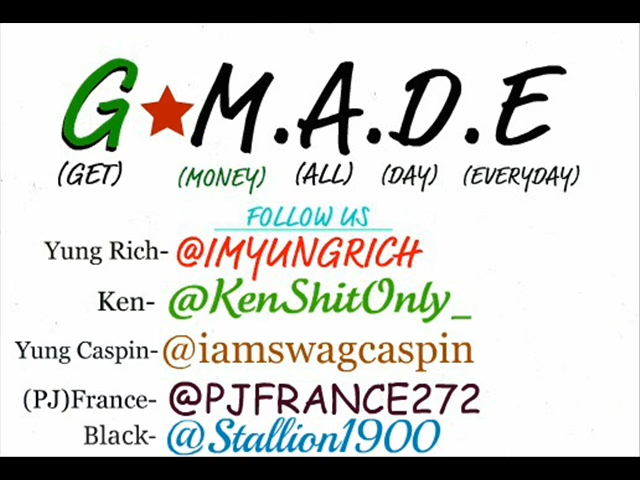 G★M.A.D.E
(GET) (MONEY) (ALL) (DAY) (EVERYDAY)
FOLLOW US
Yung Rich- @IMYUNGRICH
Ken- @KenShitOnly_
Yung Caspin- @iamswagcaspin
(PJ)France- @PJFRANCE272
Black- @Stallion1900